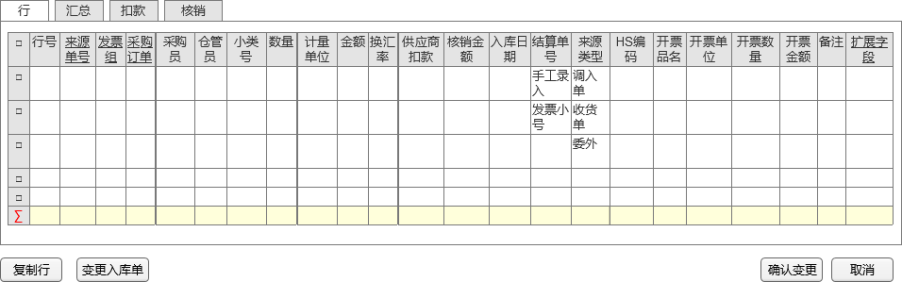 行 汇总 扣款 核销
行号 来源单号 发票组 采购订单 采购员 仓管员 小类号 数量 计量单位 金额 换汇率 供应商扣款 核销金额 入库日期 结算单号 来源类型 HS编码 开票品名 开票单位 开票数量 开票金额 备注 扩展字段
手工录入 调入单
发票小号 收货单
委外
∑
复制行 变更入库单 确认变更 取消